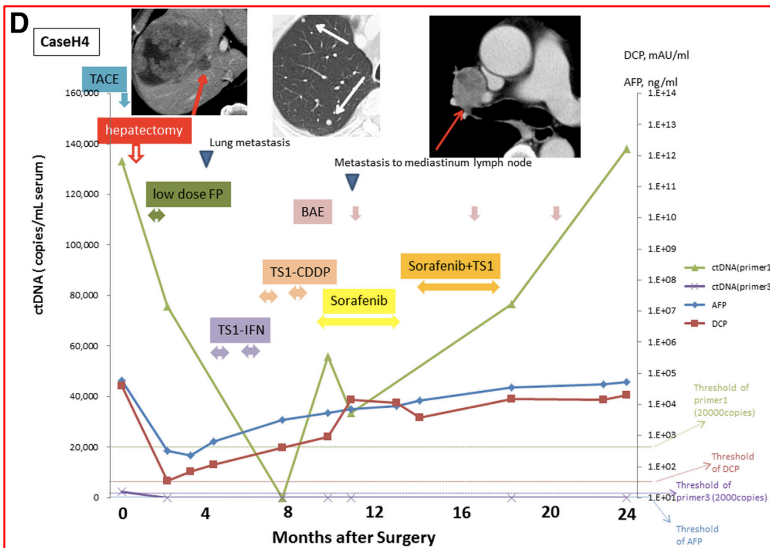 D
CaseH4
DCP, mAU/ml
AFP, ng/ml
TACE
hepatectomy
Lung metastasis
Metastasis to mediastinum lymph node
low dose FP
BAE
TS1-CDDP
Sorafenib+TS1
Sorafenib
TS1-IFN
ctDNA ( copies/mL serum)
160,000
140,000
120,000
100,000
80,000
60,000
40,000
20,000
0
1.E+14
1.E+13
1.E+12
1.E+11
1.E+10
1.E+09
1.E+08
1.E+07
1.E+06
1.E+05
1.E+04
1.E+03
1.E+02
1.E+01
ctDNA(primer1
ctDNA(primer3
AFP
DCP
Threshold of
primer1
(20000copies)
Threshold
of DCP
Threshold of
primer3 (2000copies)
Threshold
of AFP
0 4 8 12 16 20 24
Months after Surgery